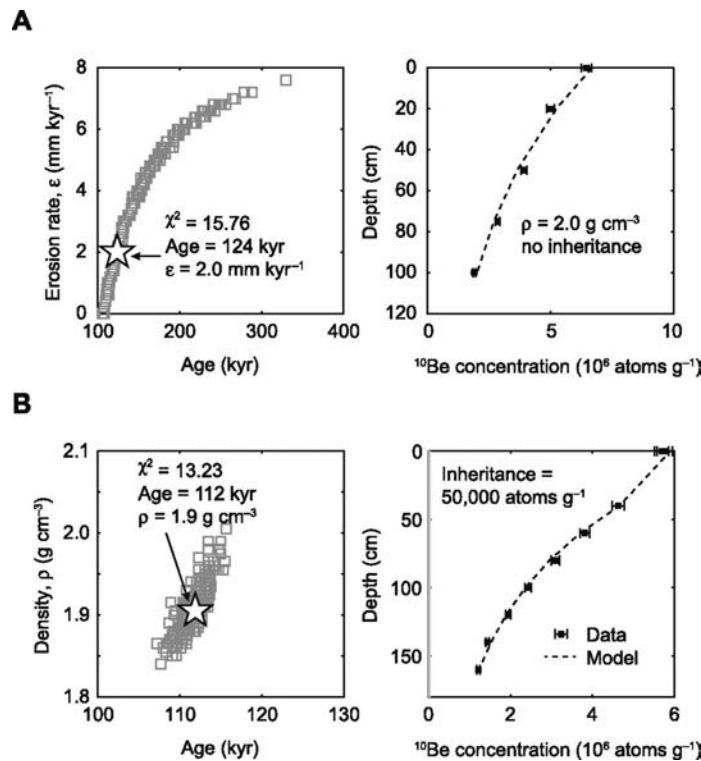 A
Erosion rate, ε (mm kyr⁻¹)
8
6
4
2
0
χ² = 15.76
Age = 124 kyr
ε = 2.0 mm kyr⁻¹
100 200 300 400
Age (kyr)
Depth (cm)
0
20
40
60
80
100
120
ρ = 2.0 g cm⁻³
no inheritance
0 5 10
¹⁰Be concentration (10⁶ atoms g⁻¹)
B
Density, ρ (g cm⁻³)
2.1
2.0
1.9
1.8
χ² = 13.23
Age = 112 kyr
ρ = 1.9 g cm⁻³
100 110 120 130
Age (kyr)
Depth (cm)
0
50
100
150
Inheritance =
50,000 atoms g⁻¹
Data
Model
0 2 4 6
¹⁰Be concentration (10⁶ atoms g⁻¹)